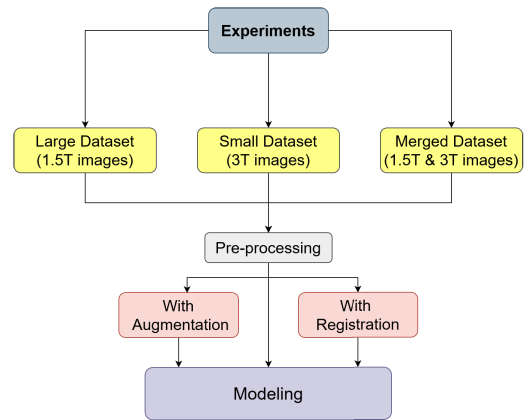 Experiments
Large Dataset
(1.5T images)
Small Dataset
(3T images)
Merged Dataset
(1.5T & 3T images)
Pre-processing
With
Augmentation
With
Registration
Modeling